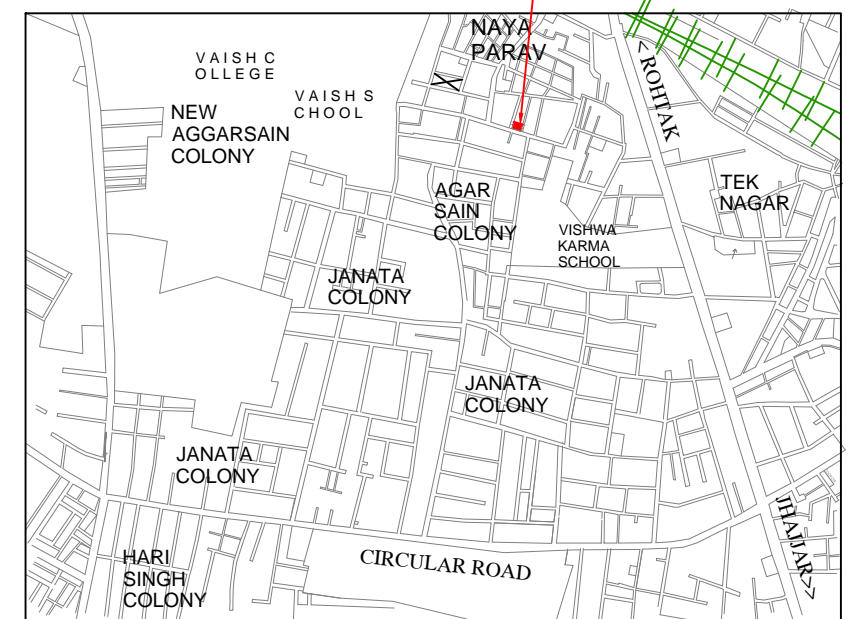 NAYA
PARAV
VAISH C
OLLEGE
VAISH S
CHOOL
< ROHTAK
NEW
AGGARSAIN
COLONY
AGAR
SAIN
COLONY
TEK
NAGAR
VISHWA
KARMA
SCHOOL
JANATA
COLONY
JANATA
COLONY
JANATA
COLONY
JHAJJAR>>
HARI
SINGH
COLONY
CIRCULAR ROAD